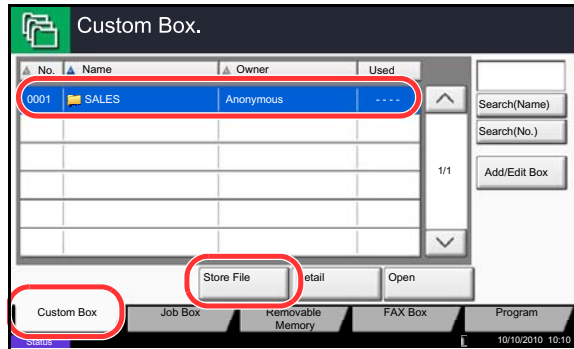 Custom Box.
No. Name Owner Used
0001 SALES Anonymous ----
Search(Name)
Search(No.)
1/1
Add/Edit Box
Store File etail Open
Custom Box Job Box Removable Memory FAX Box Program
Status 10/10/2010 10:10